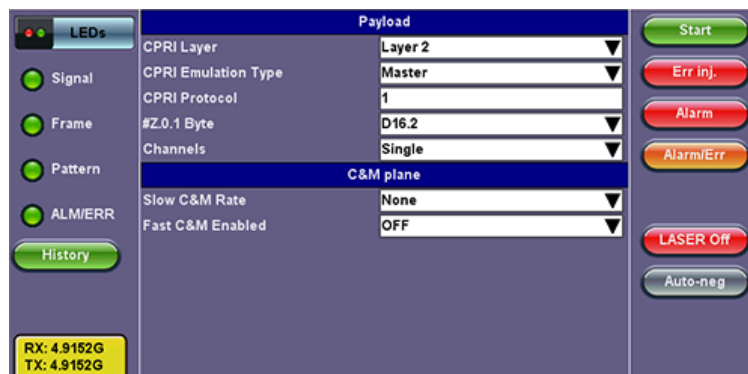 LEDs
Signal
Frame
Pattern
ALM/ERR
History
RX: 4.9152G
TX: 4.9152G
Payload
CPRI Layer Layer 2
CPRI Emulation Type Master
CPRI Protocol 1
#Z.0.1 Byte D16.2
Channels Single
C&M plane
Slow C&M Rate None
Fast C&M Enabled OFF
Start
Err inj.
Alarm
Alarm/Err
LASER Off
Auto-neg